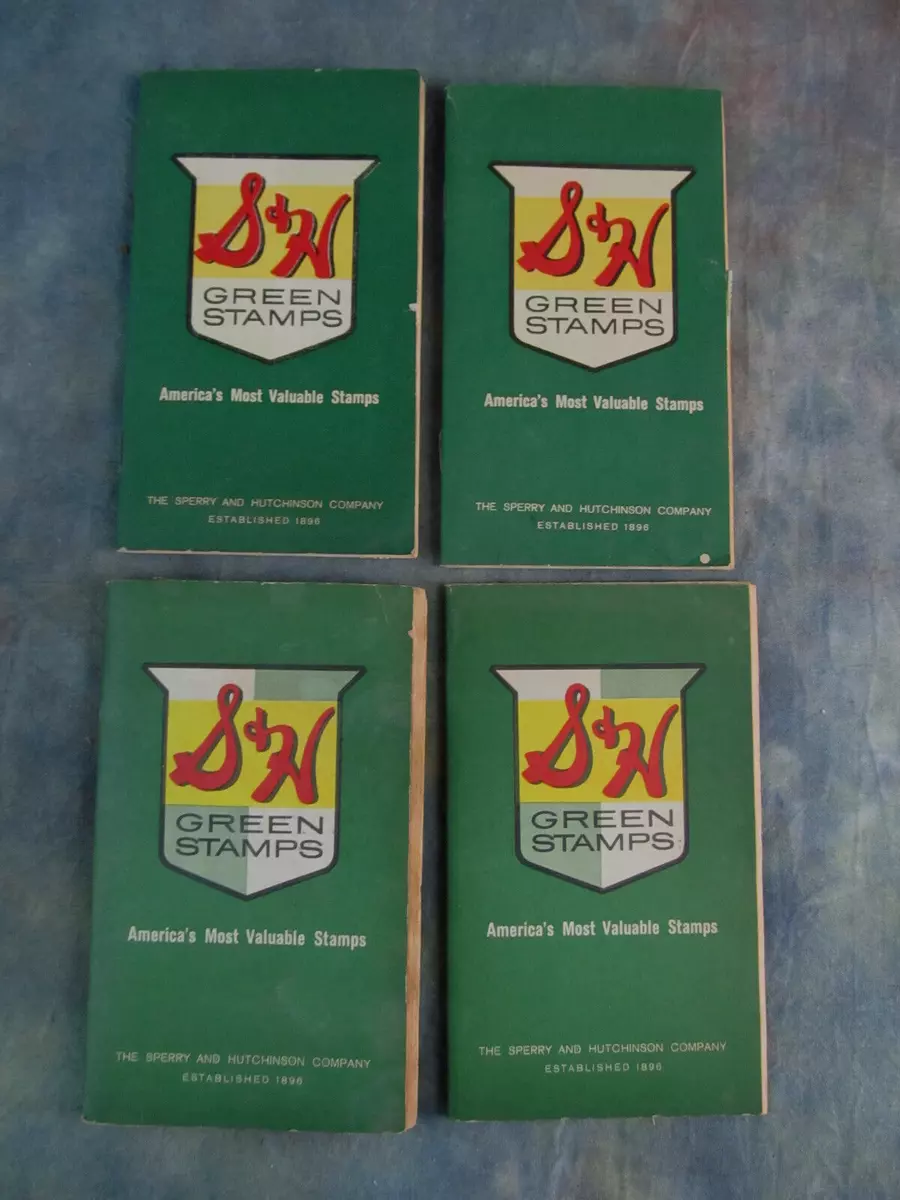 S&H
GREEN
STAMPS
America's Most Valuable Stamps
THE SPERRY AND HUTCHINSON COMPANY
ESTABLISHED 1896
S&H
GREEN
STAMPS
America's Most Valuable Stamps
THE SPERRY AND HUTCHINSON COMPANY
ESTABLISHED 1896
S&H
GREEN
STAMPS
America's Most Valuable Stamps
THE SPERRY AND HUTCHINSON COMPANY
ESTABLISHED 1896
S&H
GREEN
STAMPS
America's Most Valuable Stamps
THE SPERRY AND HUTCHINSON COMPANY
ESTABLISHED 1896